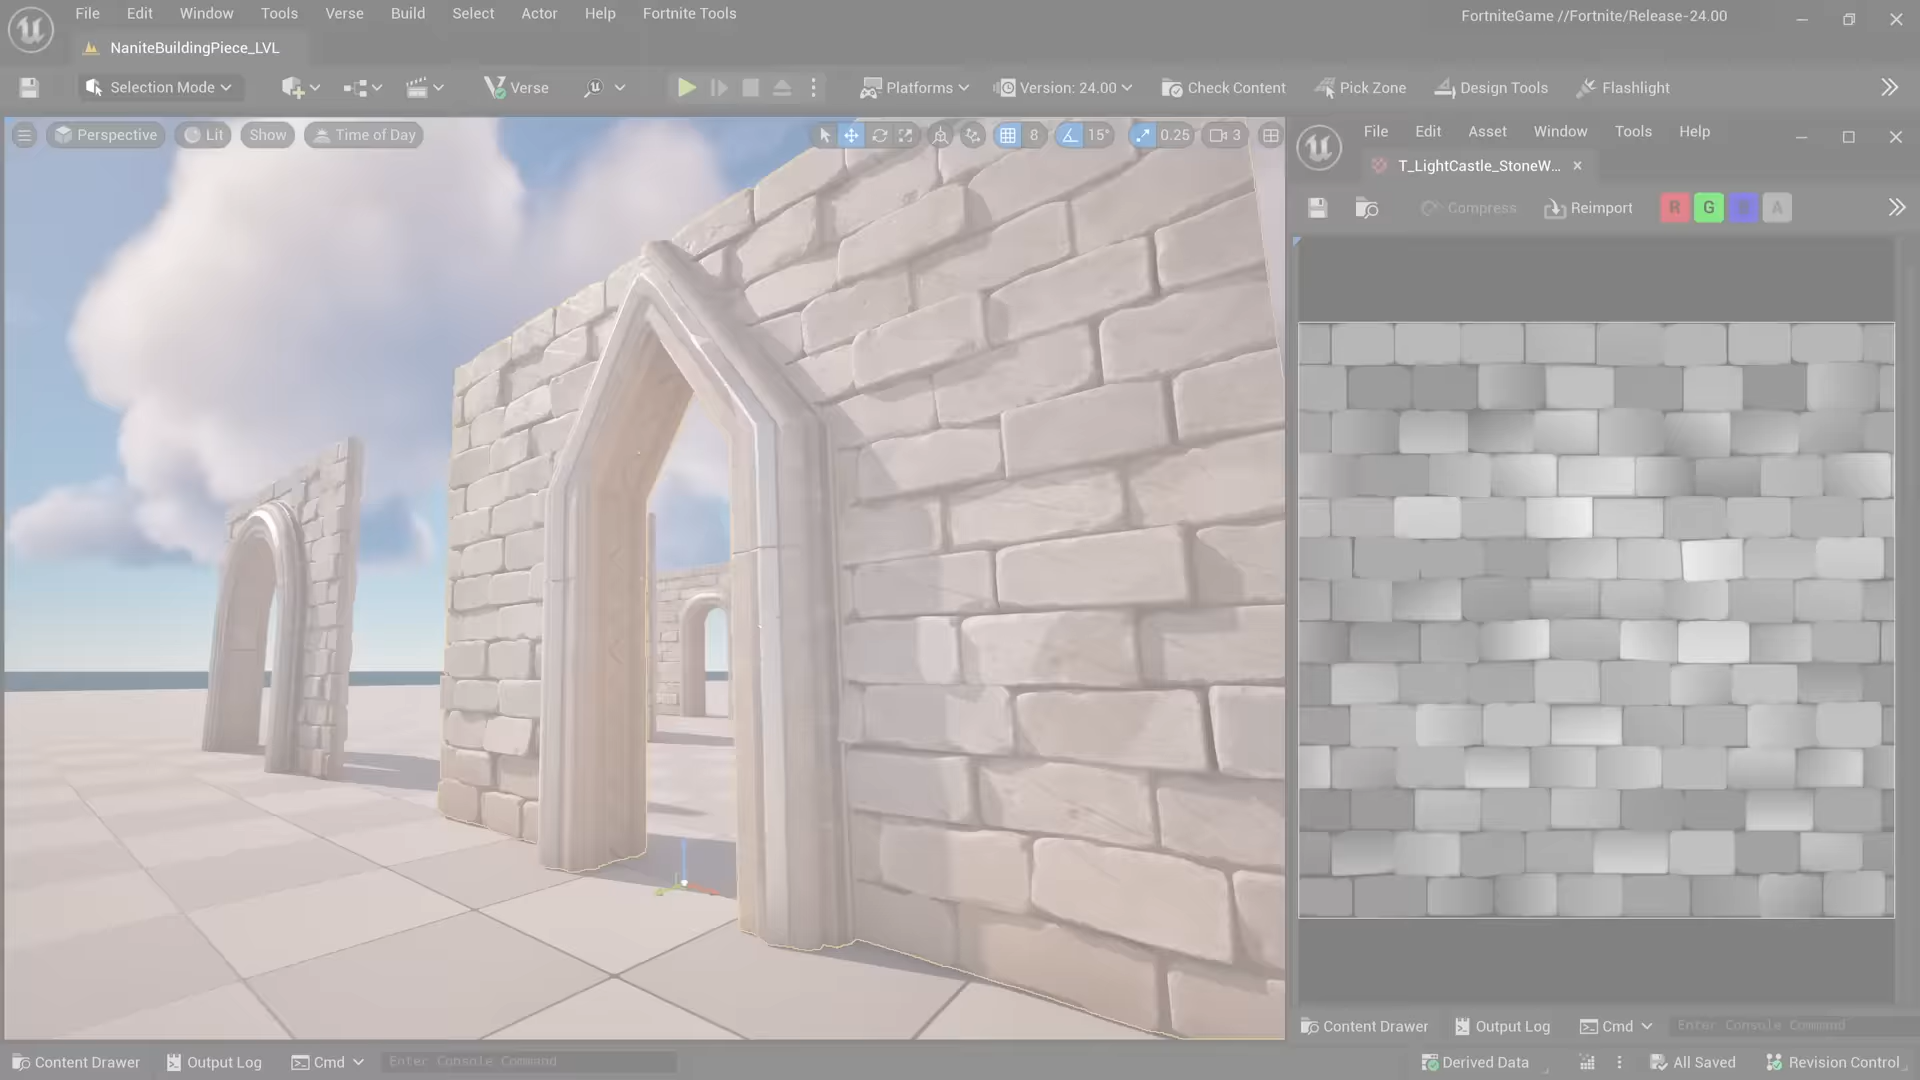 File Edit Window Tools Verse Build Select Actor Help Fortnite Tools
FortniteGame //Fortnite/Release-24.00
NaniteBuildingPiece_LVL
Selection Mode
Verse
Platforms
Version: 24.00
Check Content
Pick Zone
Design Tools
Flashlight
Perspective
Lit
Show
Time of Day
8
15°
0.25
3
File Edit Asset Window Tools Help
T_LightCastle_StoneW...
Compress
Reimport
R
G
A
Content Drawer
Output Log
Cmd
Enter Console Command
Content Drawer
Output Log
Cmd
Enter Console Command
Derived Data
All Saved
Revision Control